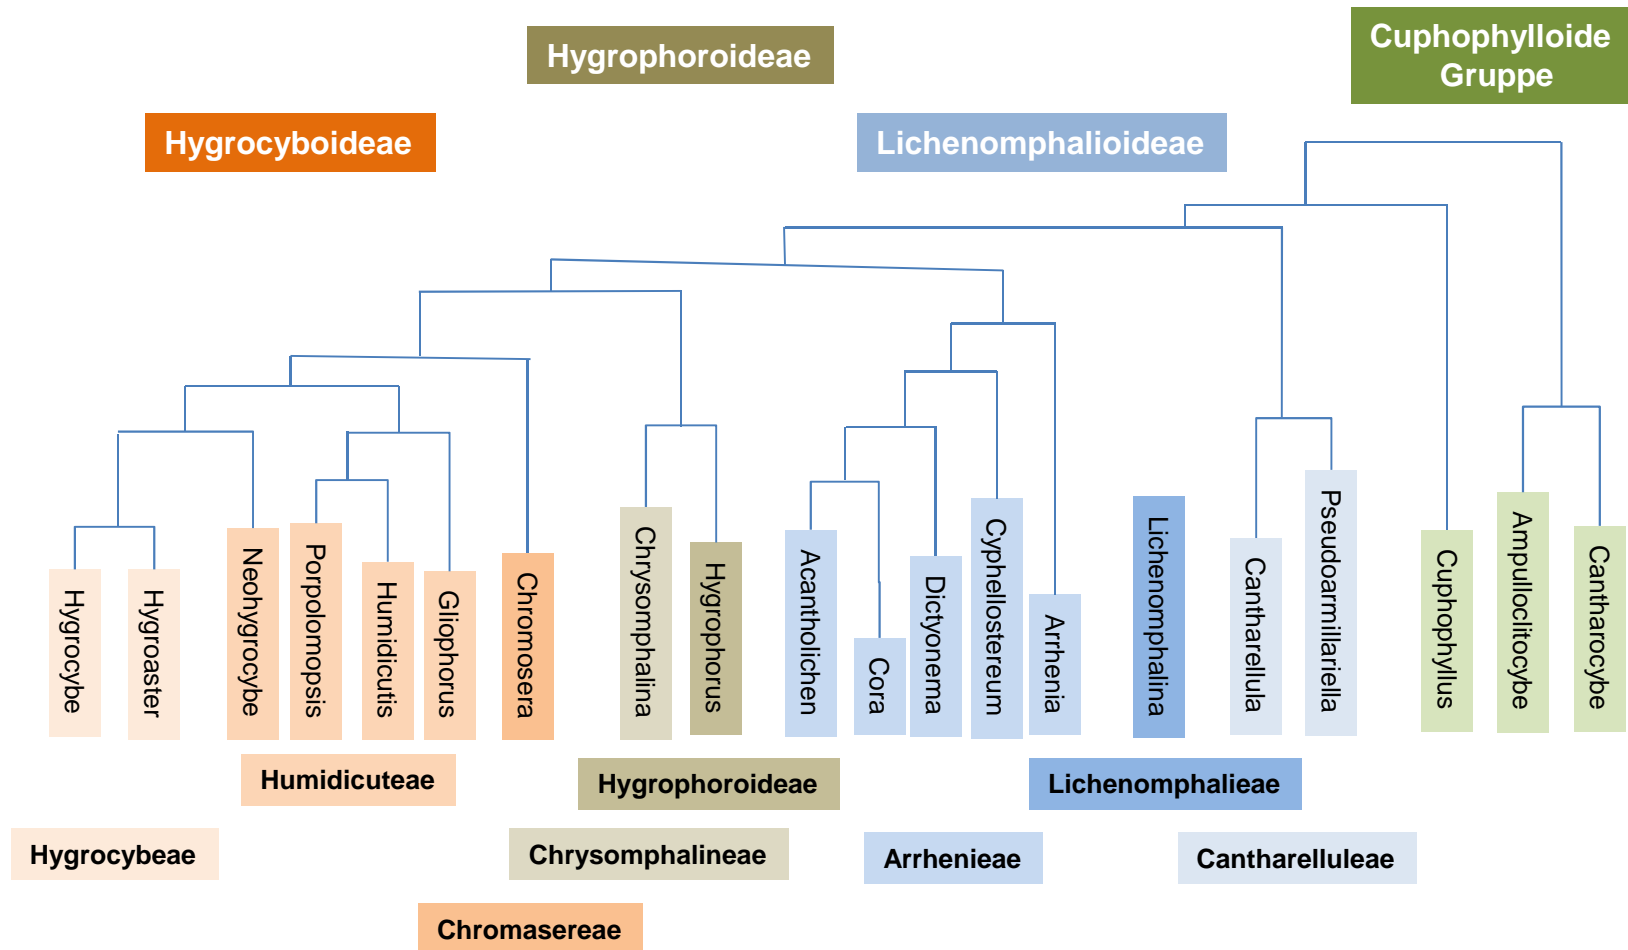 Hygrophoroideae
Cuphophylloide
Gruppe
Hygrocyboideae
Lichenomphalioideae
Hygrocybe
Hygroaster
Neohygrocybe
Porpolomopsis
Humidicutis
Gliophorus
Chromosera
Chrysomphalina
Hygrophorus
Acantholichen
Cora
Dictyonema
Cyphellostereum
Arrhenia
Lichenomphalina
Cantharellula
Pseudoarmillariella
Cuphophyllus
Ampulloclitocybe
Cantharocybe
Humidicuteae
Hygrophoroideae
Lichenomphalieae
Hygrocybeae
Chrysomphalineae
Arrhenieae
Cantharelluleae
Chromasereae